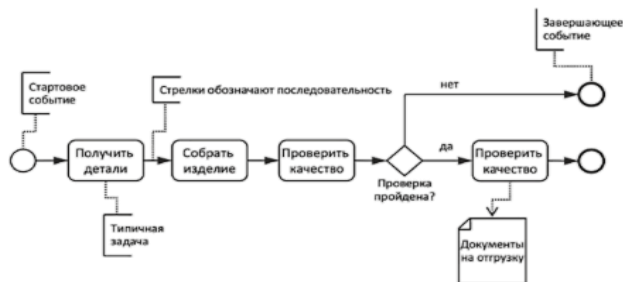 Завершающее
событие
Стартовое
событие
Стрелки обозначают последовательность
нет
Получить
детали
Собрать
изделие
Проверить
качество
да
Проверить
качество
Проверка
пройдена?
Типичная
задача
Документы
на отгрузку